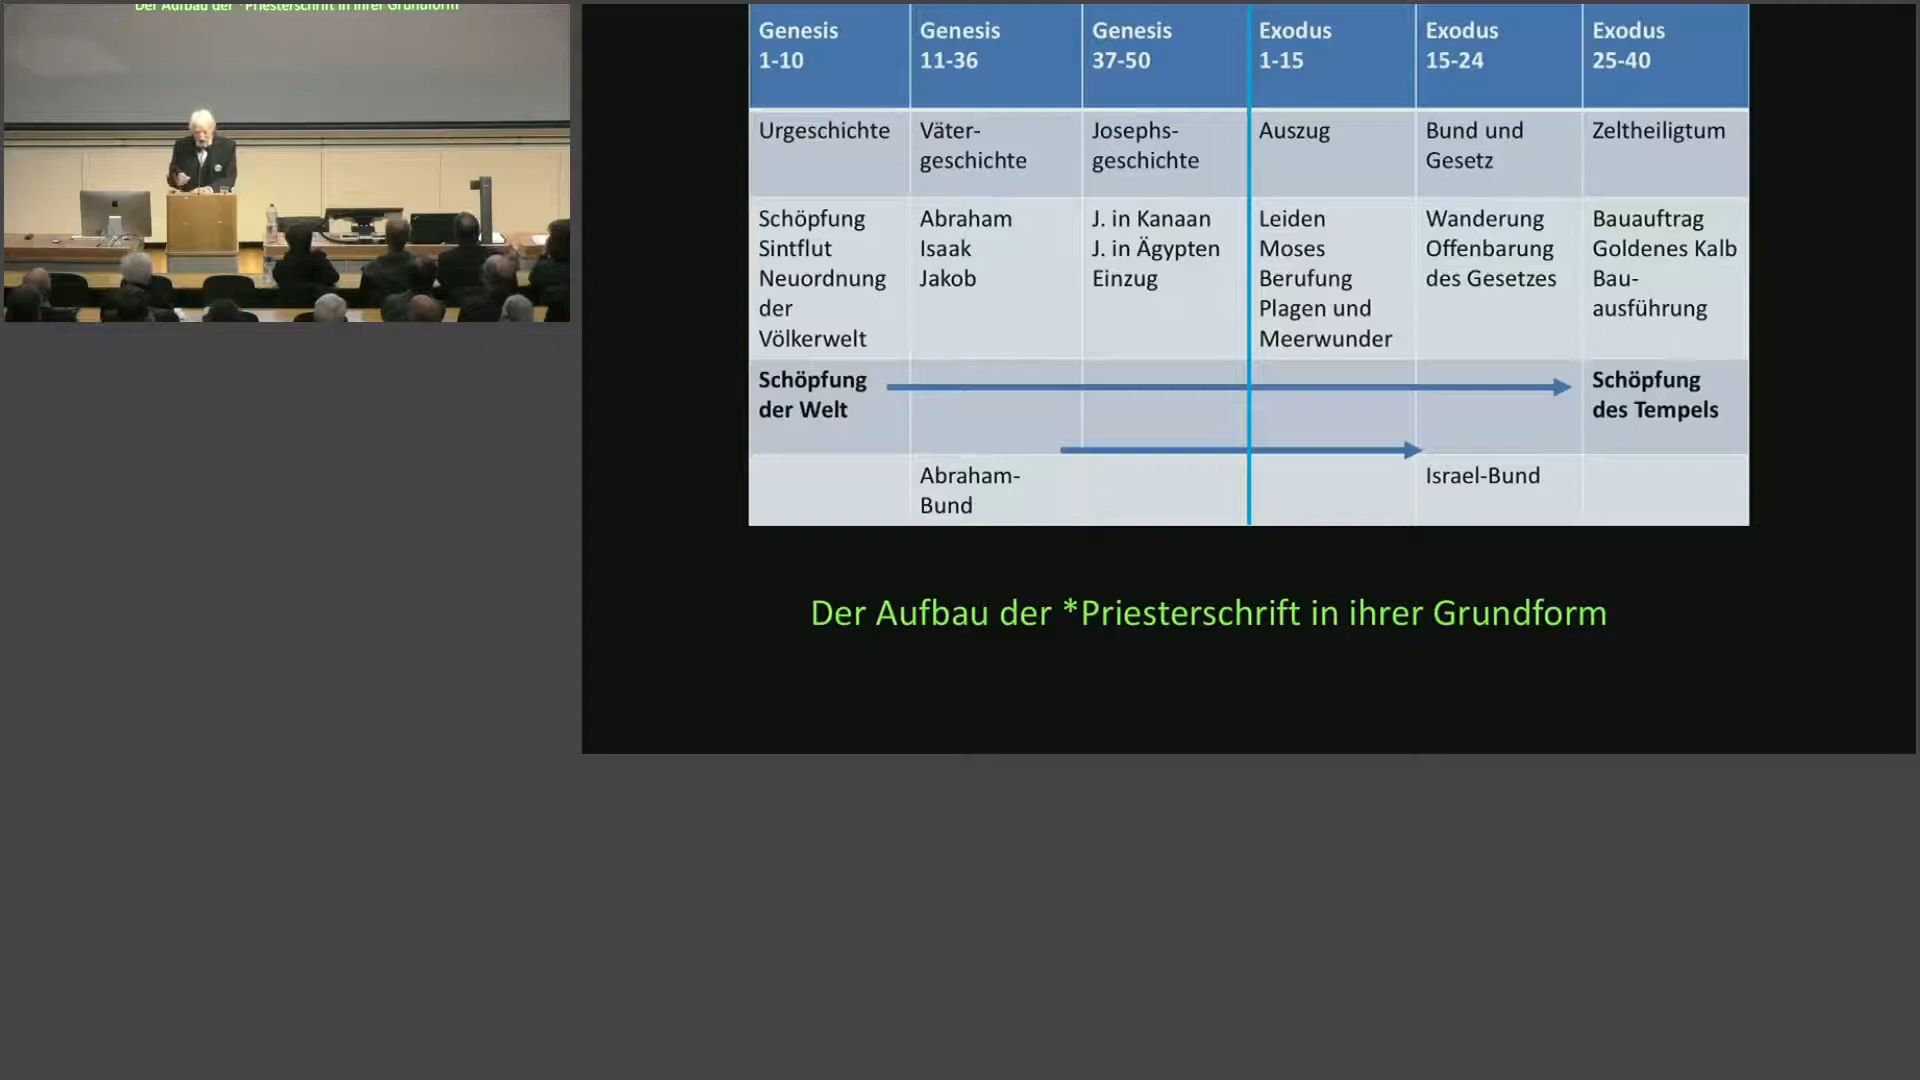 Der Aufbau der *Priesterschrift in ihrer Grundform
Genesis
1-10
Genesis
11-36
Genesis
37-50
Exodus
1-15
Exodus
15-24
Exodus
25-40
Urgeschichte
Väter-
geschichte
Josephs-
geschichte
Auszug
Bund und
Gesetz
Zeltheiligtum
Schöpfung
Sintflut
Neuordnung
der
Völkerwelt
Abraham
Isaak
Jakob
J. in Kanaan
J. in Ägypten
Einzug
Leiden
Moses
Berufung
Plagen und
Meerwunder
Wanderung
Offenbarung
des Gesetzes
Bauauftrag
Goldenes Kalb
Bau-
ausführung
Schöpfung
der Welt
Schöpfung
des Tempels
Abraham-
Bund
Israel-Bund
Der Aufbau der *Priesterschrift in ihrer Grundform